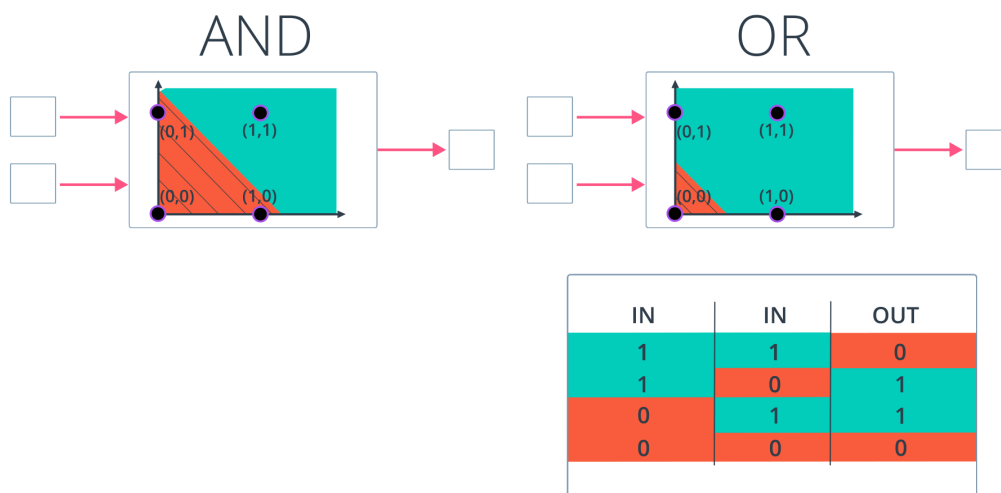 AND
(0,1) (1,1)
(0,0) (1,0)
OR
(0,1) (1,1)
(0,0) (1,0)
IN IN OUT
1 1 0
1 0 1
0 1 1
0 0 0